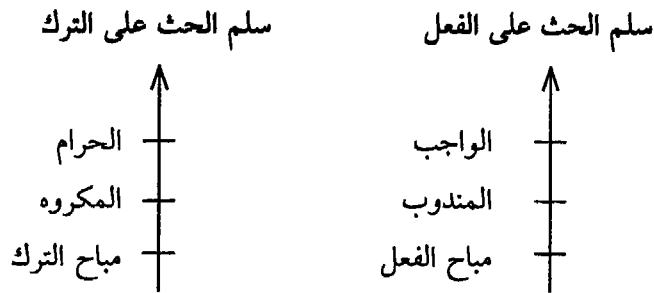 سلم الحث على الفعل
الواجب
المندوب
مباح الفعل
سلم الحث على الترك
الحرام
المكروه
مباح الترك